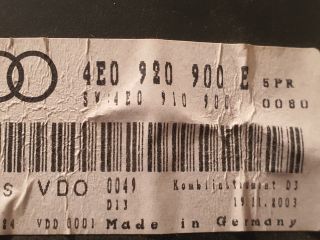 4E0 920 900 E 5PR
SW:4E0 910 900 0080
S VDO 0049 Kombiinstrument D3
D13 19.11.2003
84 VDO 0001 Made in Germany